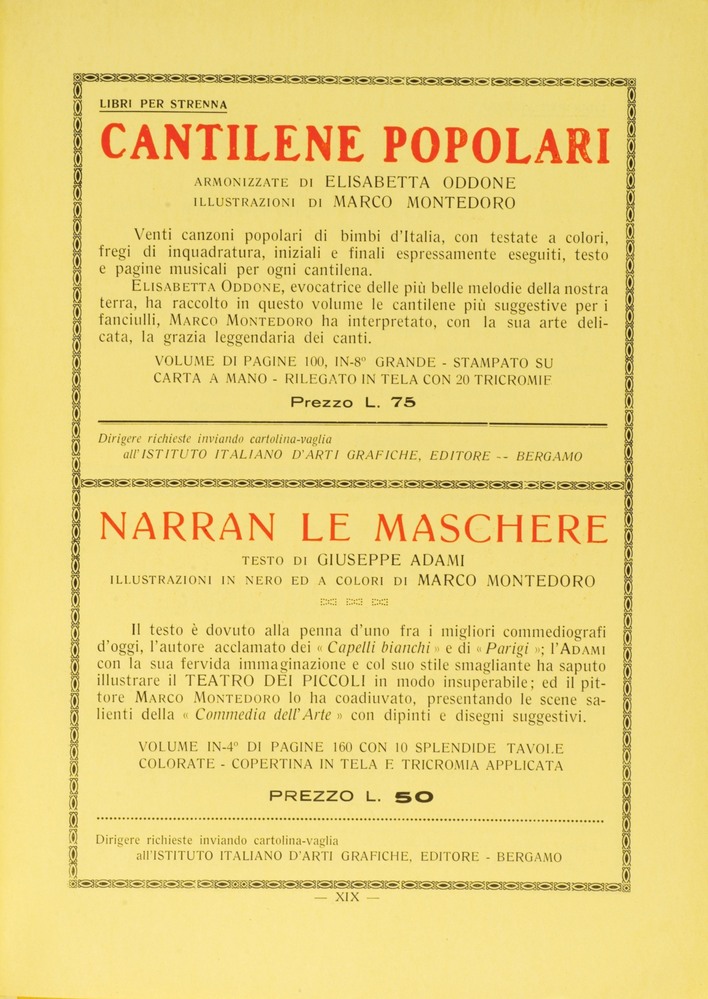 LIBRI PER STRENNA
CANTILENE POPOLARI
ARMONIZZATE DI ELISABETTA ODDONE
ILLUSTRAZIONI DI MARCO MONTEDORO
Venti canzoni popolari di bimbi d'Italia, con testate a colori,
fregi di inquadratura, iniziali e finali espressamente eseguiti, testo
e pagine musicali per ogni cantilena.
ELISABETTA ODDONE, evocatrice delle più belle melodie della nostra
terra, ha raccolto in questo volume le cantilene più suggestive per i
fanciulli, MARCO MONTEDORO ha interpretato, con la sua arte deli-
cata, la grazia leggendaria dei canti.
VOLUME DI PAGINE 100, IN-8º GRANDE - STAMPATO SU
CARTA A MANO - RILEGATO IN TELA CON 20 TRICROMIE
Prezzo L. 75
Dirigere richieste inviando cartolina-vaglia
all'ISTITUTO ITALIANO D'ARTI GRAFICHE, EDITORE -- BERGAMO
NARRAN LE MASCHERE
TESTO DI GIUSEPPE ADAMI
ILLUSTRAZIONI IN NERO ED A COLORI DI MARCO MONTEDORO
Il testo è dovuto alla penna d'uno fra i migliori commediografi
d'oggi, l'autore acclamato dei « Capelli bianchi » e di « Parigi »; l'ADAMI
con la sua fervida immaginazione e col suo stile smagliante ha saputo
illustrare il TEATRO DEI PICCOLI in modo insuperabile; ed il pit-
tore MARCO MONTEDORO lo ha coadiuvato, presentando le scene sa-
lienti della « Commedia dell'Arte » con dipinti e disegni suggestivi.
VOLUME IN-4º DI PAGINE 160 CON 10 SPLENDIDE TAVOLE
COLORATE - COPERTINA IN TELA E TRICROMIA APPLICATA
PREZZO L. 50
Dirigere richieste inviando cartolina-vaglia
all'ISTITUTO ITALIANO D'ARTI GRAFICHE, EDITORE - BERGAMO
— XIX —